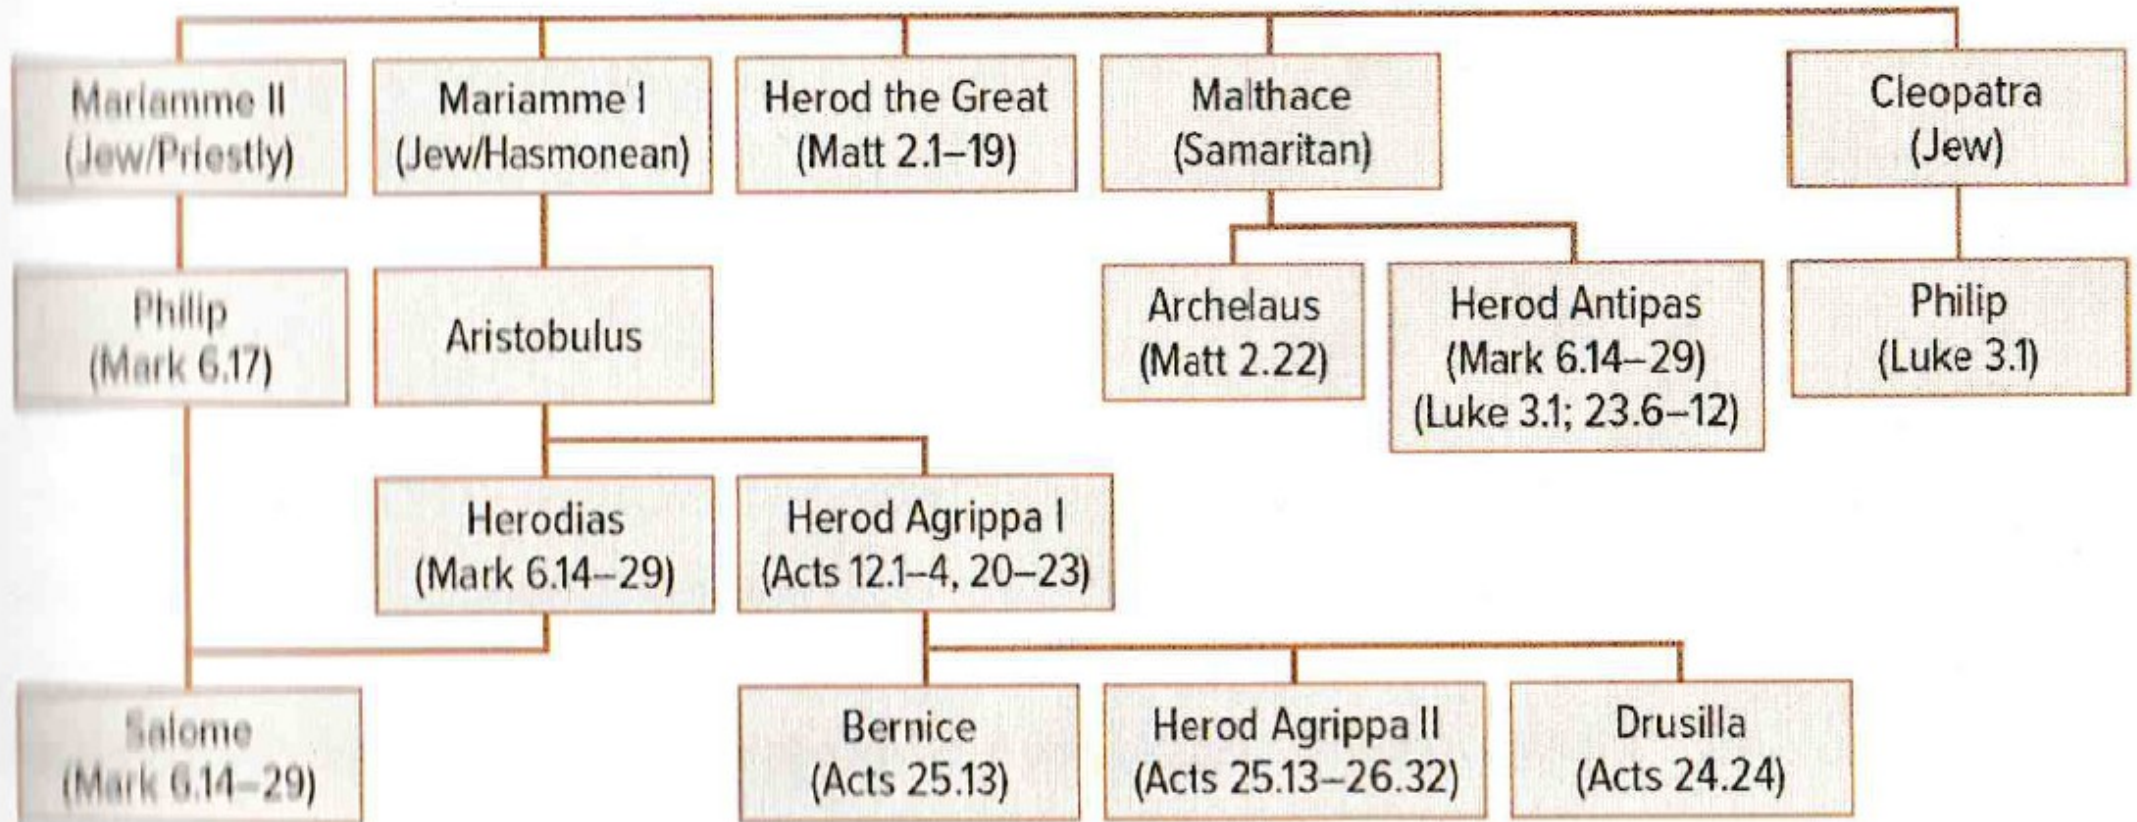 Mariamme II
(Jew/Priestly)
Mariamme I
(Jew/Hasmonean)
Herod the Great
(Matt 2.1–19)
Malthace
(Samaritan)
Cleopatra
(Jew)
Philip
(Mark 6.17)
Aristobulus
Archelaus
(Matt 2.22)
Herod Antipas
(Mark 6.14–29)
(Luke 3.1; 23.6–12)
Philip
(Luke 3.1)
Herodias
(Mark 6.14–29)
Herod Agrippa I
(Acts 12.1–4, 20–23)
Salome
(Mark 6.14–29)
Bernice
(Acts 25.13)
Herod Agrippa II
(Acts 25.13–26.32)
Drusilla
(Acts 24.24)